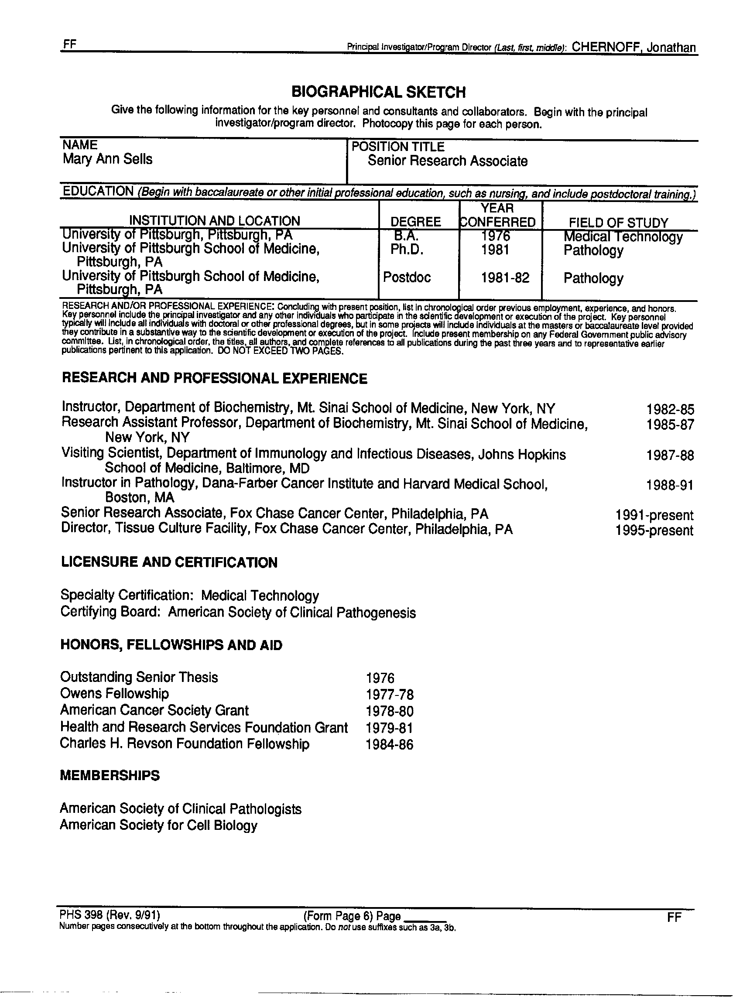 FF
Principal Investigator/Program Director (Last, first, middle): CHERNOFF, Jonathan
BIOGRAPHICAL SKETCH
Give the following information for the key personnel and consultants and collaborators. Begin with the principal
investigator/program director. Photocopy this page for each person.
NAME
Mary Ann Sells
POSITION TITLE
Senior Research Associate
EDUCATION (Begin with baccalaureate or other initial professional education, such as nursing, and include postdoctoral training.)
INSTITUTION AND LOCATION DEGREE YEAR CONFERRED FIELD OF STUDY
University of Pittsburgh, Pittsburgh, PA B.A. 1976 Medical Technology
University of Pittsburgh School of Medicine, Ph.D. 1981 Pathology
Pittsburgh, PA
University of Pittsburgh School of Medicine, Postdoc 1981-82 Pathology
Pittsburgh, PA
RESEARCH AND/OR PROFESSIONAL EXPERIENCE: Concluding with present position, list in chronological order previous employment, experience, and honors.
Key personnel include the principal investigator and any other individuals who participate in the scientific development or execution of the project. Key personnel
typically will include all individuals with doctoral or other professional degrees, but in some projects will include individuals at the masters or baccalaureate level provided
they contribute in a substantive way to the scientific development or execution of the project. Include present membership on any Federal Government public advisory
committee. List, in chronological order, the titles, all authors, and complete references to all publications during the past three years and to representative earlier
publications pertinent to this application. DO NOT EXCEED TWO PAGES.
RESEARCH AND PROFESSIONAL EXPERIENCE
Instructor, Department of Biochemistry, Mt. Sinai School of Medicine, New York, NY 1982-85
Research Assistant Professor, Department of Biochemistry, Mt. Sinai School of Medicine, 1985-87
New York, NY
Visiting Scientist, Department of Immunology and Infectious Diseases, Johns Hopkins 1987-88
School of Medicine, Baltimore, MD
Instructor in Pathology, Dana-Farber Cancer Institute and Harvard Medical School, 1988-91
Boston, MA
Senior Research Associate, Fox Chase Cancer Center, Philadelphia, PA 1991-present
Director, Tissue Culture Facility, Fox Chase Cancer Center, Philadelphia, PA 1995-present
LICENSURE AND CERTIFICATION
Specialty Certification: Medical Technology
Certifying Board: American Society of Clinical Pathogenesis
HONORS, FELLOWSHIPS AND AID
Outstanding Senior Thesis 1976
Owens Fellowship 1977-78
American Cancer Society Grant 1978-80
Health and Research Services Foundation Grant 1979-81
Charles H. Revson Foundation Fellowship 1984-86
MEMBERSHIPS
American Society of Clinical Pathologists
American Society for Cell Biology
PHS 398 (Rev. 9/91) (Form Page 6) Page ______ FF
Number pages consecutively at the bottom throughout the application. Do not use suffixes such as 3a, 3b.